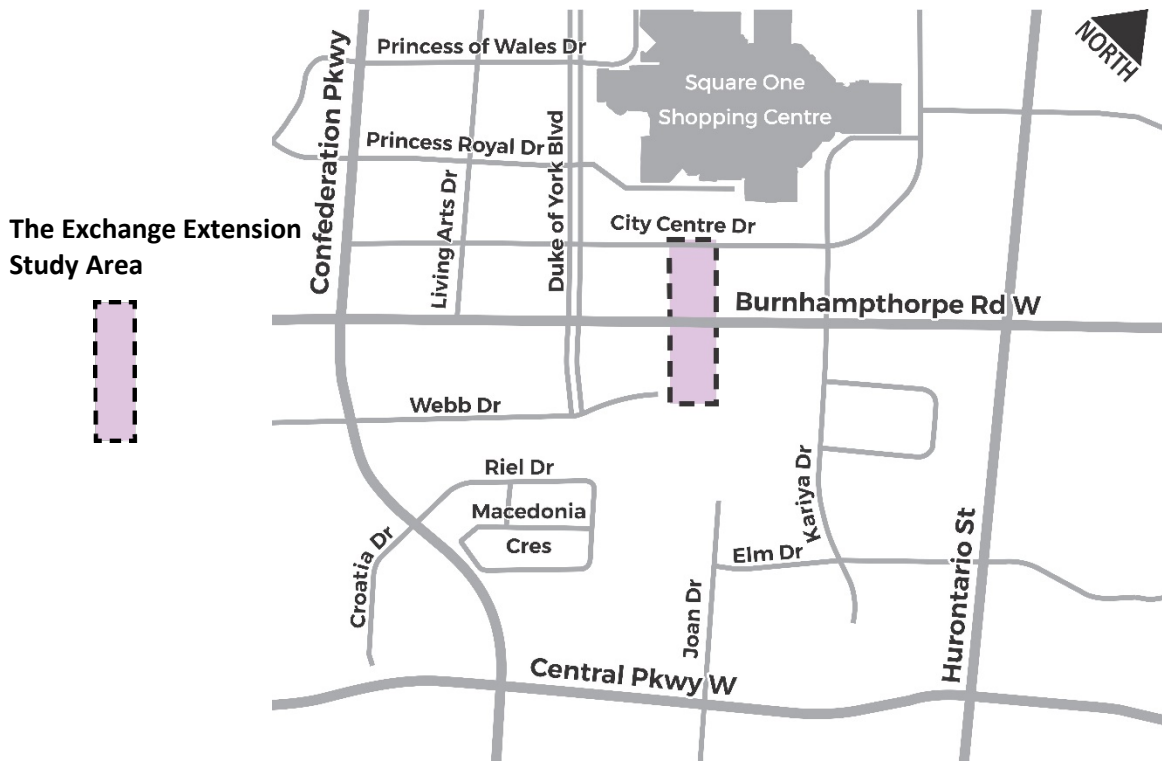 Princess of Wales Dr
NORTH
Square One
Shopping Centre
Confederation Pkwy
Princess Royal Dr
Duke of York Blvd
Living Arts Dr
The Exchange Extension
Study Area
City Centre Dr
Burnhampthorpe Rd W
Webb Dr
Riel Dr
Macedonia
Cres
Croatia Dr
Kariya Dr
Elm Dr
Joan Dr
Hurontario St
Central Pkwy W